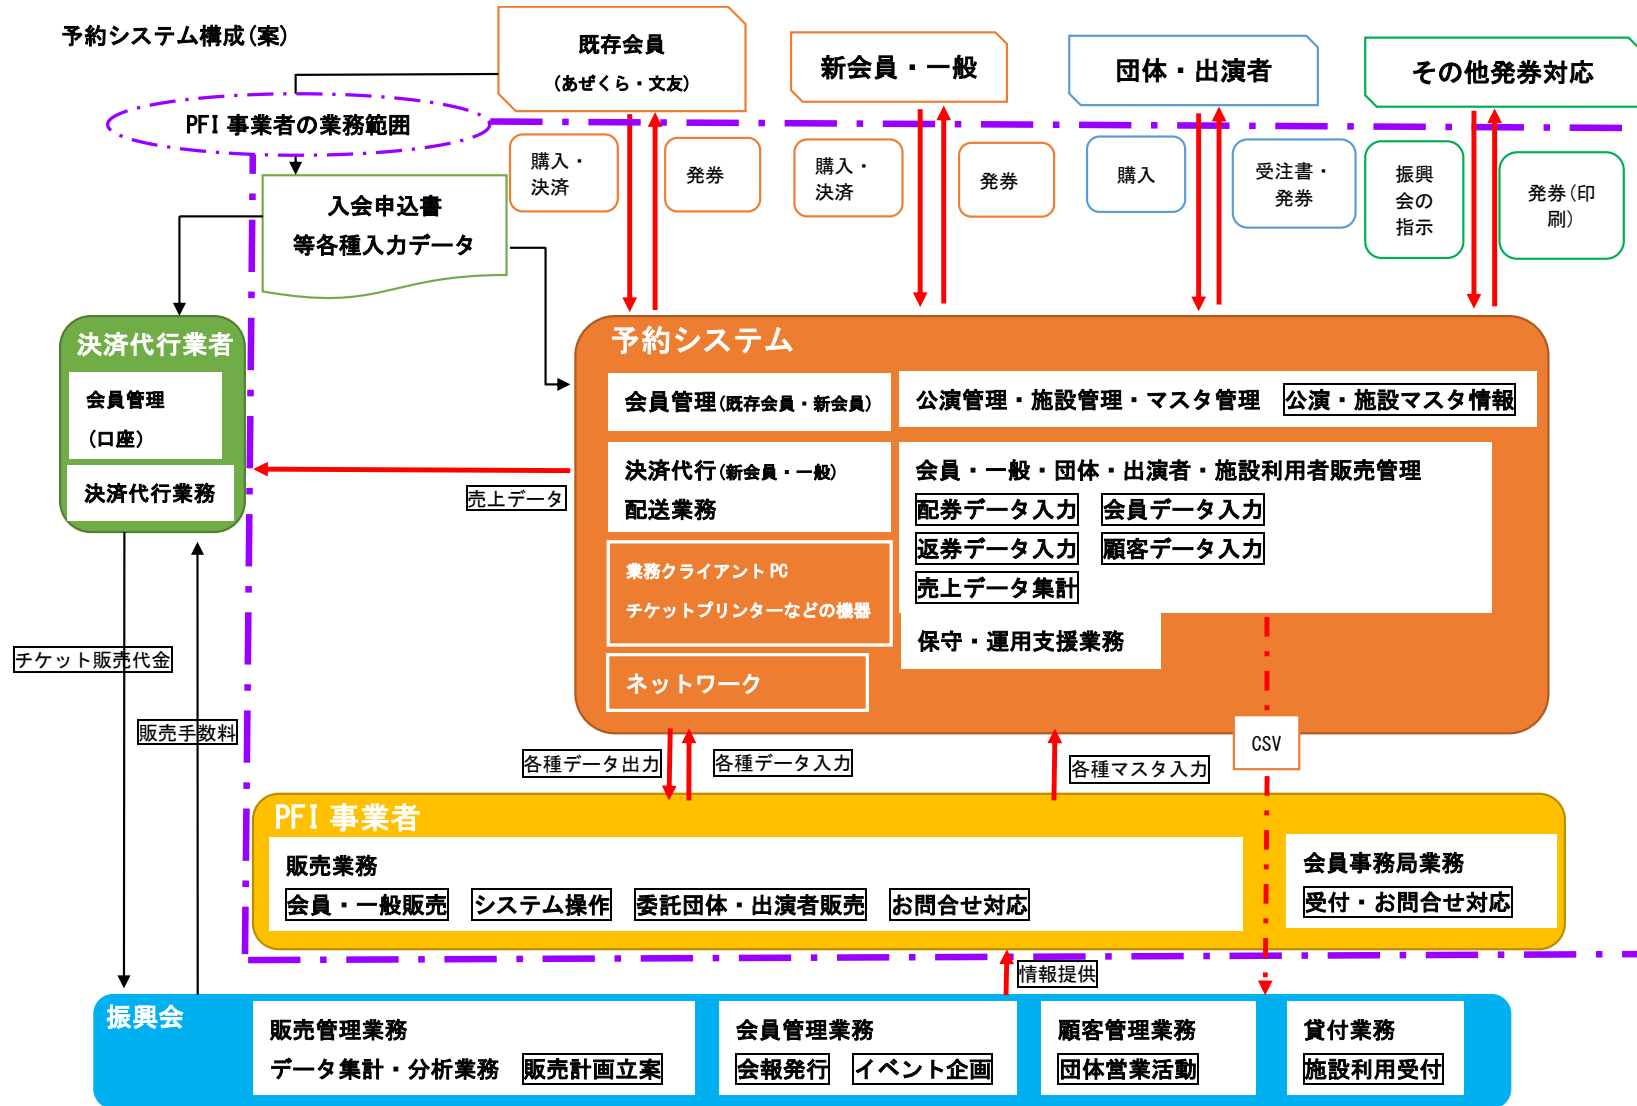 予約システム構成(案)
既存会員
(あぜくら・文友)
新会員・一般
団体・出演者
その他発券対応
PFI 事業者の業務範囲
購入・
決済
発券
購入・
決済
発券
購入
受注書・
発券
振興
会の
指示
発券(印
刷)
入会申込書
等各種入力データ
決済代行業者
会員管理
(口座)
決済代行業務
予約システム
会員管理(既存会員・新会員)
公演管理・施設管理・マスタ管理 公演・施設マスタ情報
決済代行(新会員・一般)
配送業務
会員・一般・団体・出演者・施設利用者販売管理
配券データ入力 会員データ入力
返券データ入力 顧客データ入力
売上データ集計
業務クライアント PC
チケットプリンターなどの機器
保守・運用支援業務
ネットワーク
売上データ
チケット販売代金
販売手数料
CSV
各種データ出力
各種データ入力
各種マスタ入力
PFI 事業者
販売業務
会員・一般販売 システム操作 委託団体・出演者販売 お問合せ対応
会員事務局業務
受付・お問合せ対応
情報提供
振興会
販売管理業務
データ集計・分析業務 販売計画立案
会員管理業務
会報発行 イベント企画
顧客管理業務
団体営業活動
貸付業務
施設利用受付